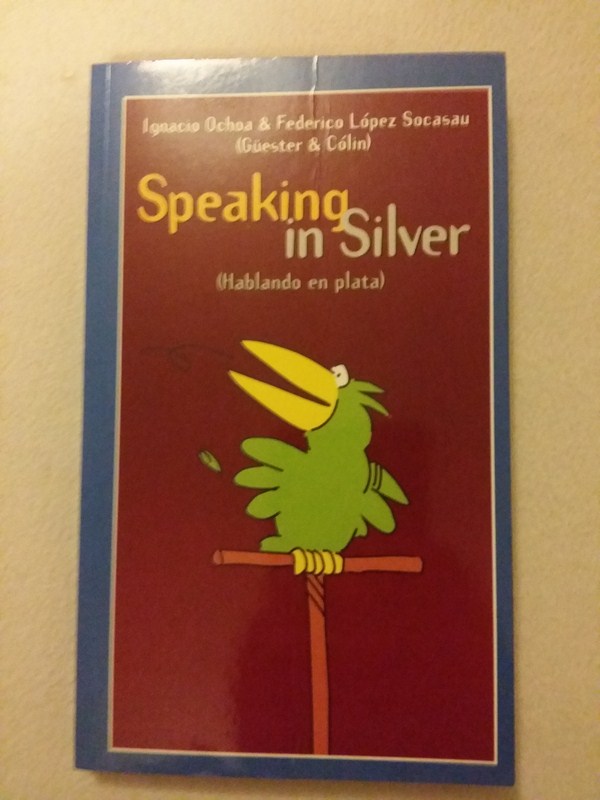 Ignacio Ochoa & Federico López Socasau
(Güester & Cólin)
Speaking
in Silver
(Hablando en plata)